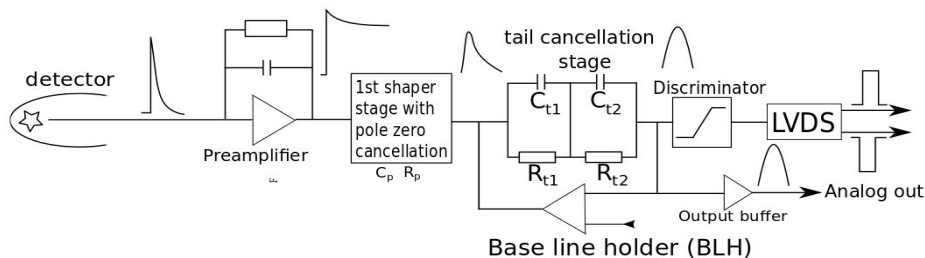 detector
Preamplifier
F
1st shaper
stage with
pole zero
cancellation
Cp Rp
tail cancellation
stage
Ct1
Ct2
Rt1
Rt2
Discriminator
LVDS
Analog out
Output buffer
Base line holder (BLH)